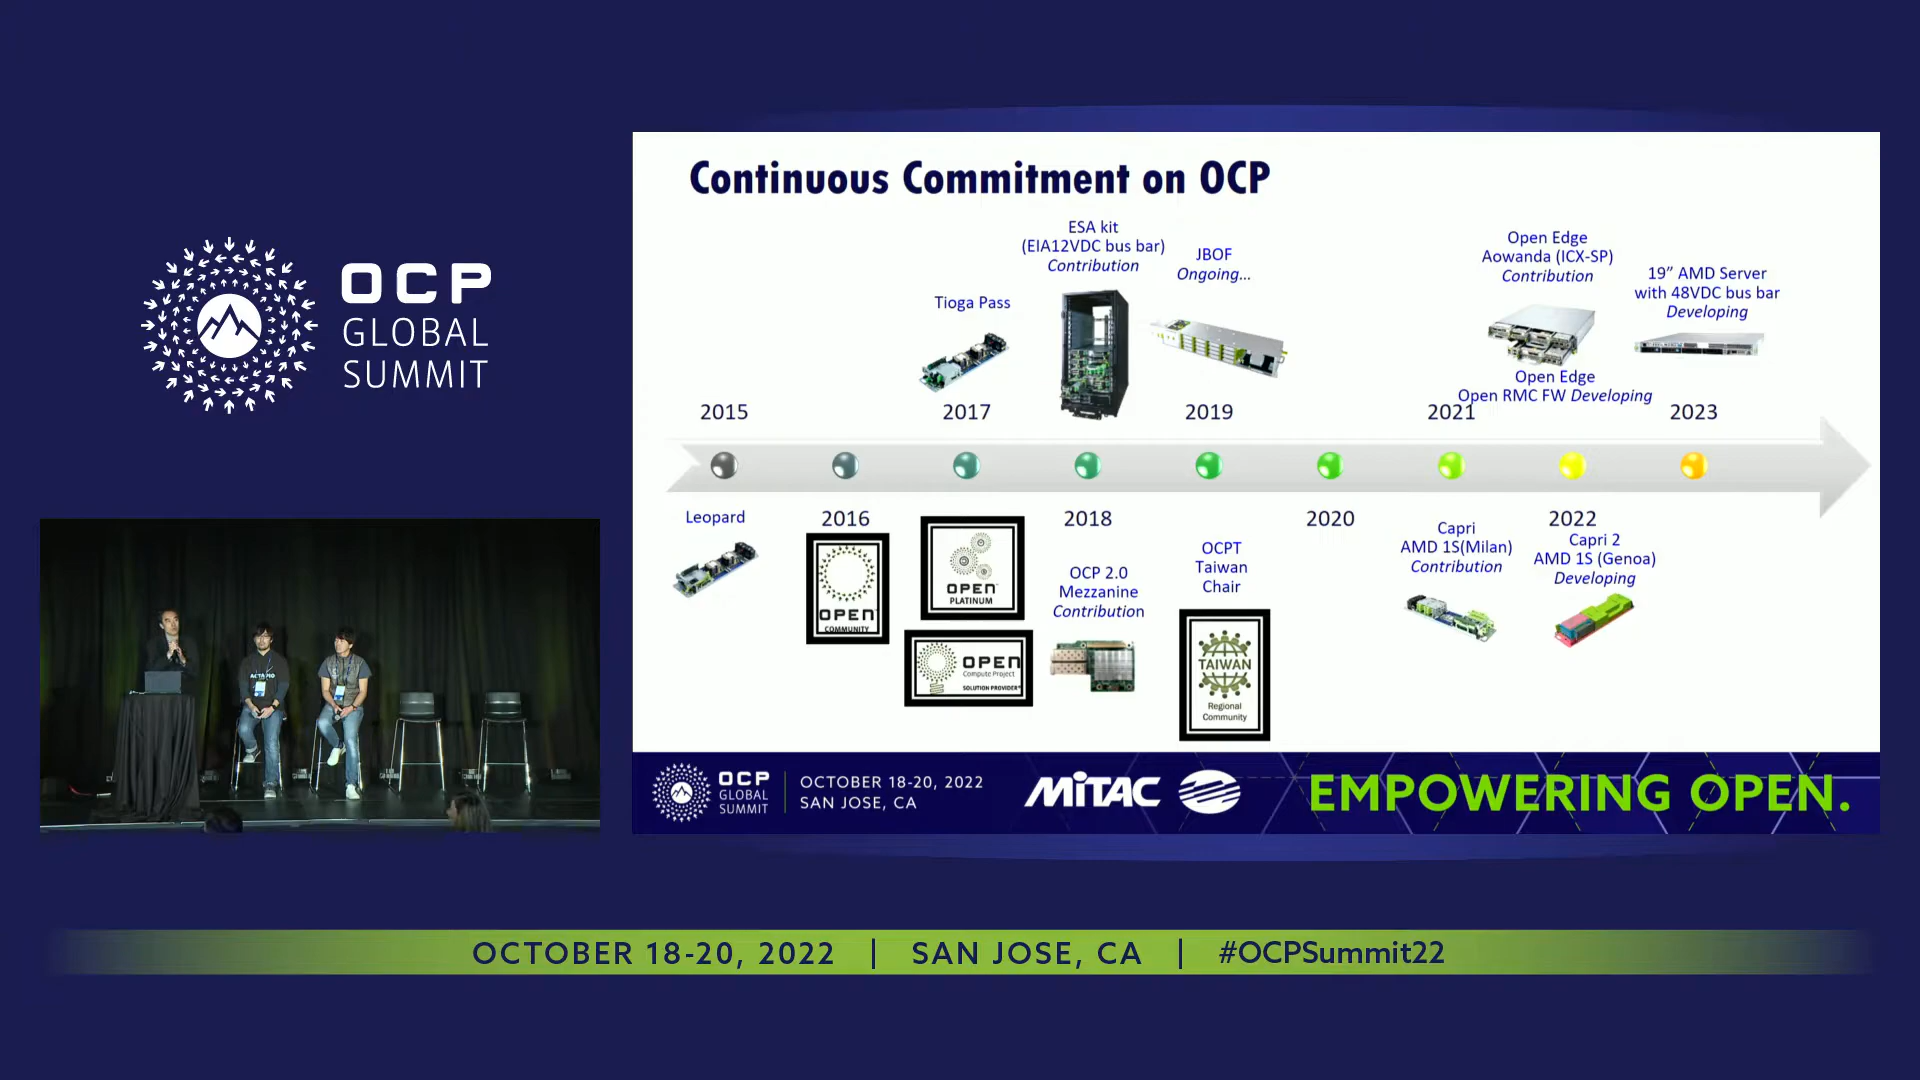 OCP
GLOBAL
SUMMIT
Continuous Commitment on OCP
ESA kit
(EIA12VDC bus bar)
Contribution
JBOF
Ongoing...
Tioga Pass
Open Edge
Aowanda (ICX-SP)
Contribution
19” AMD Server
with 48VDC bus bar
Developing
Open Edge
Open RMC FW Developing
2015
2017
2019
2021
2023
Leopard
2016
2018
2020
2022
OPEN
COMMUNITY
OPEN™
PLATINUM
OPEN
Compute Project
SOLUTION PROVIDER®
OCP 2.0
Mezzanine
Contribution
OCPT
Taiwan
Chair
TAIWAN
Regional
Community
Capri
AMD 1S(Milan)
Contribution
Capri 2
AMD 1S (Genoa)
Developing
OCP
GLOBAL
SUMMIT
OCTOBER 18-20, 2022
SAN JOSE, CA
MiTAC
EMPOWERING OPEN.
OCTOBER 18-20, 2022 | SAN JOSE, CA | #OCPSummit22